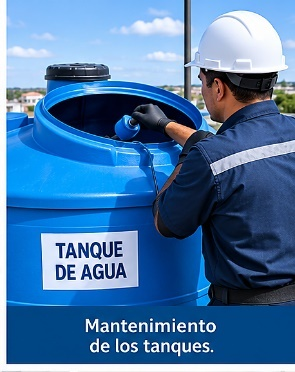 TANQUE
DE AGUA
Mantenimiento
de los tanques.